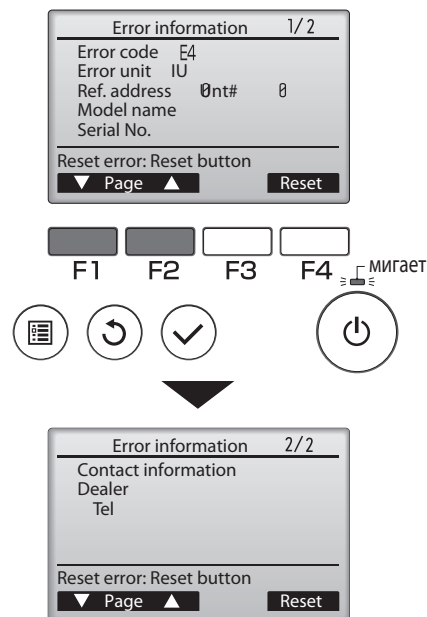 Error information 1/2
Error code E4
Error unit IU
Ref. address 0 Unt# 0
Model name
Serial No.
Reset error: Reset button
▼ Page ▲ Reset
F1 F2 F3 F4
мигает
Error information 2/2
Contact information
Dealer
Tel
Reset error: Reset button
▼ Page ▲ Reset